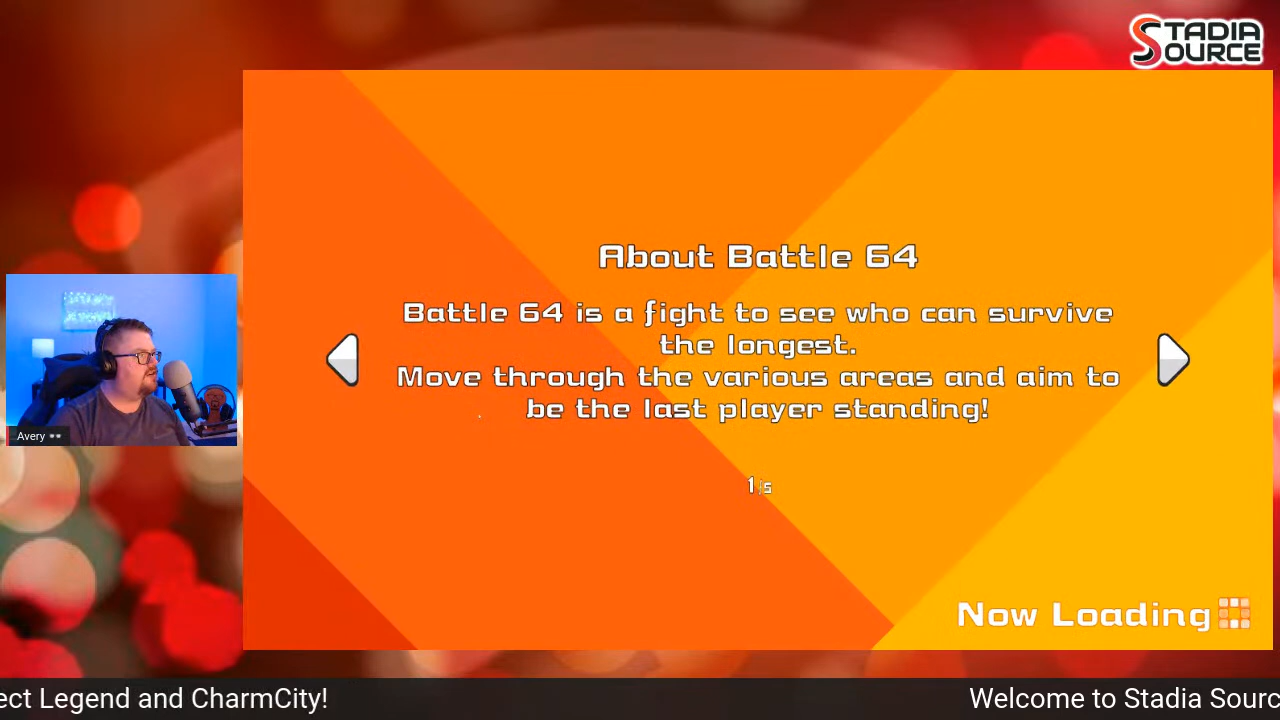 STADIA
SOURCE
About Battle 64
Battle 64 is a fight to see who can survive
the longest.
Move through the various areas and aim to
be the last player standing!
1/5
Avery
Now Loading
ect Legend and CharmCity!
Welcome to Stadia Sourc